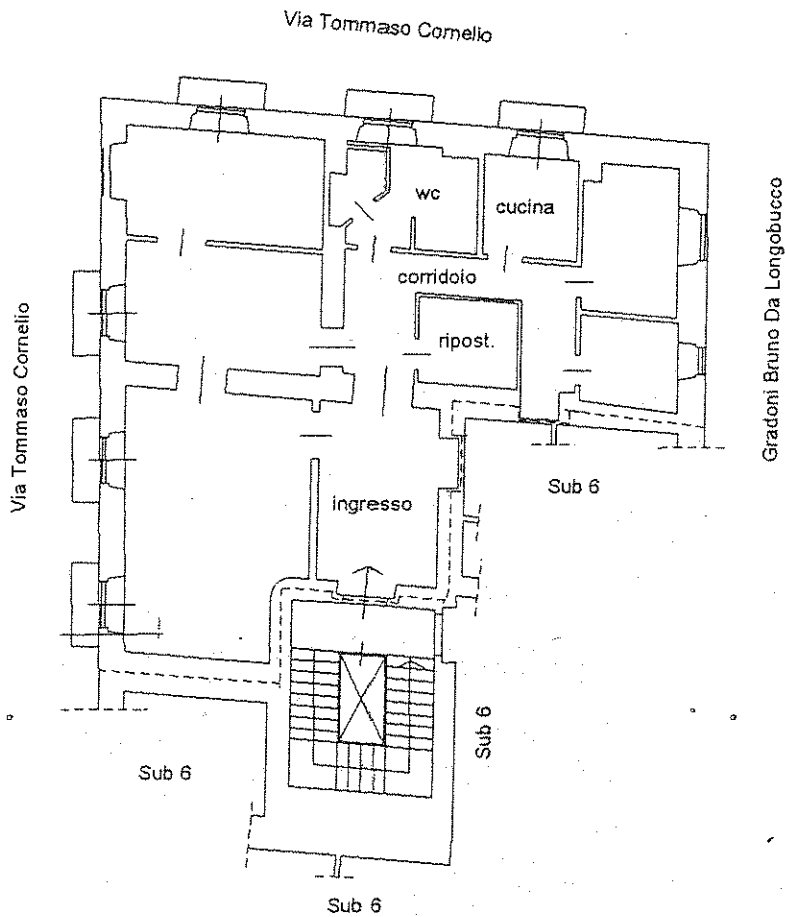 Via Tommaso Cornelio
wc
cucina
corridoio
ripost.
Via Tommaso Cornelio
Gradoni Bruno Da Longobucco
Sub 6
ingresso
Sub 6
Sub 6
Sub 6